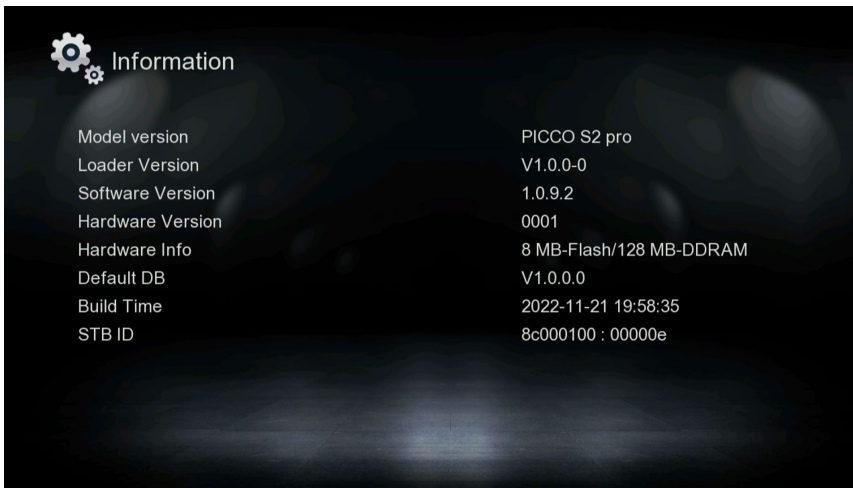 Information
Model version PICCO S2 pro
Loader Version V1.0.0-0
Software Version 1.0.9.2
Hardware Version 0001
Hardware Info 8 MB-Flash/128 MB-DDRAM
Default DB V1.0.0.0
Build Time 2022-11-21 19:58:35
STB ID 8c000100 : 00000e